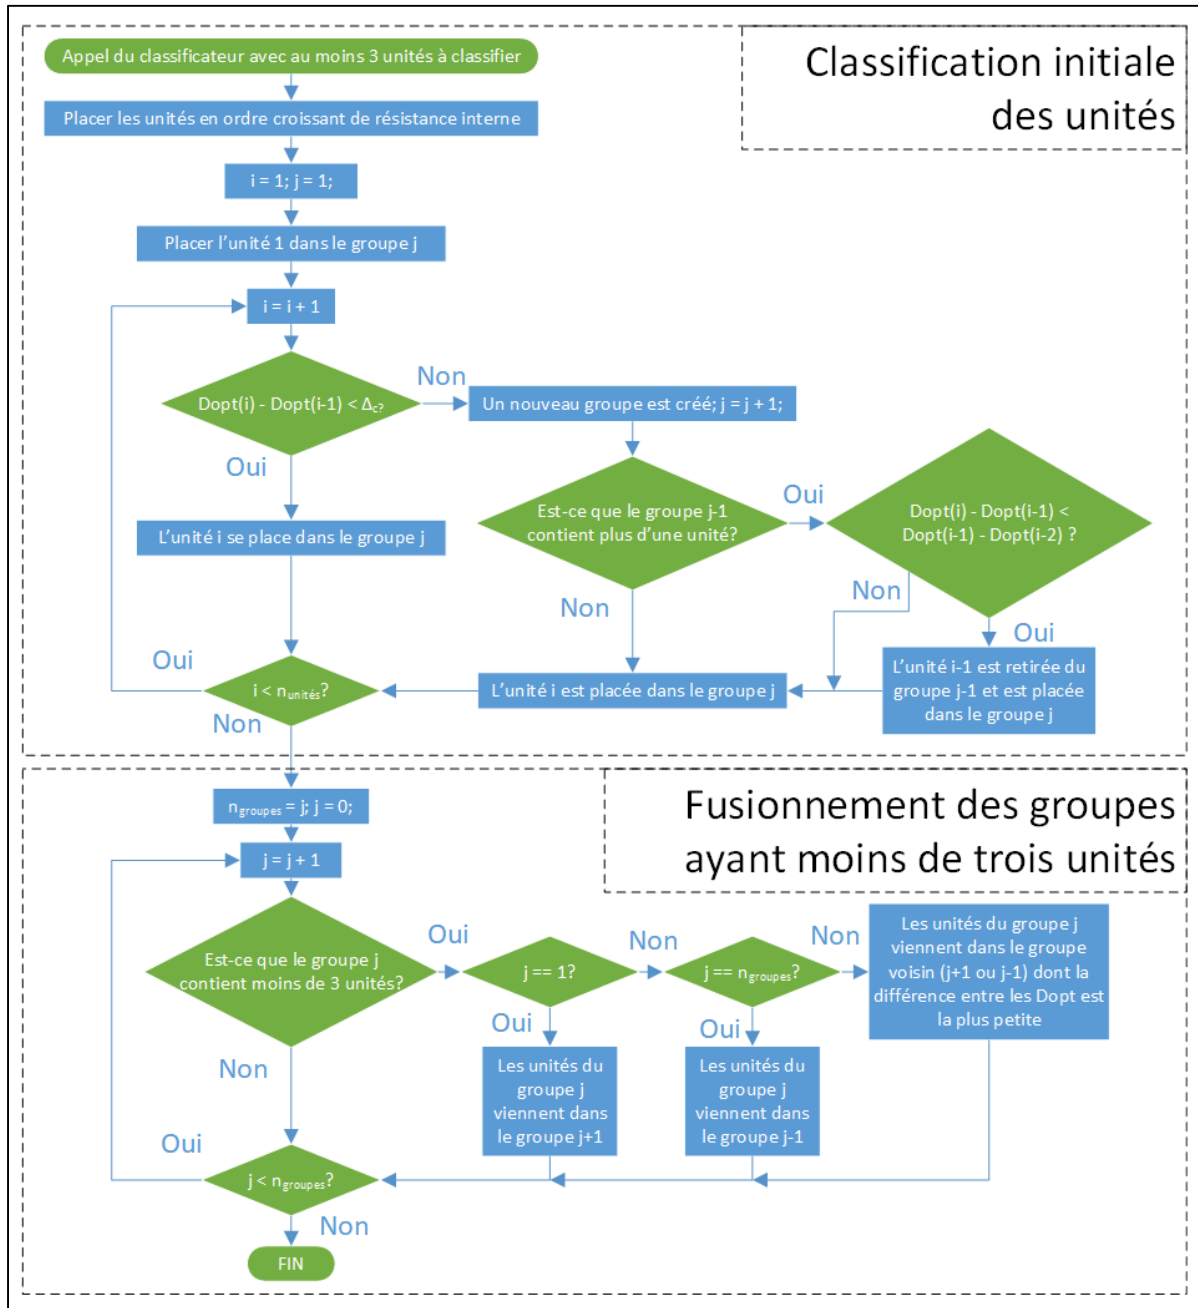 Classification initiale
des unités
Appel du classificateur avec au moins 3 unités à classifier
Placer les unités en ordre croissant de résistance interne
i = 1; j = 1;
Placer l'unité 1 dans le groupe j
i = i + 1
Dopt(i) - Dopt(i-1) < Δc?
Non
Un nouveau groupe est créé; j = j + 1;
Oui
Est-ce que le groupe j-1
contient plus d'une unité?
Oui
Dopt(i) - Dopt(i-1) <
Dopt(i-1) - Dopt(i-2) ?
L'unité i se place dans le groupe j
Non
Non
Oui
L'unité i-1 est retirée du
groupe j-1 et est placée
dans le groupe j
L'unité i est placée dans le groupe j
Oui
i < nunités?
Non
Fusionnement des groupes
ayant moins de trois unités
ngroupes = j; j = 0;
j = j + 1
Est-ce que le groupe j
contient moins de 3 unités?
Oui
j == 1?
Non
j == ngroupes?
Non
Les unités du groupe j
viennent dans le groupe
voisin (j+1 ou j-1) dont la
différence entre les Dopt est
la plus petite
Oui
Oui
Les unités du
groupe j
viennent dans
le groupe j+1
Les unités du
groupe j
viennent dans
le groupe j-1
Non
Oui
j < ngroupes?
Non
FIN